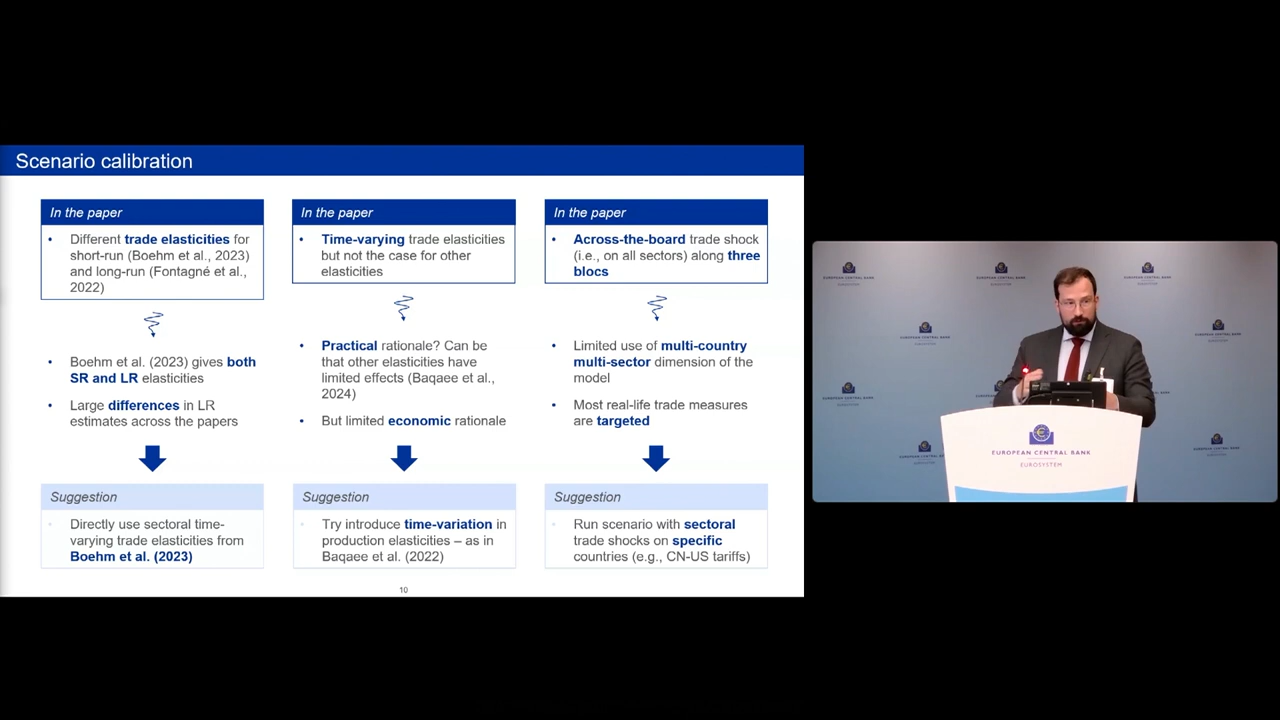 Scenario calibration
In the paper
• Different trade elasticities for
short-run (Boehm et al., 2023)
and long-run (Fontagné et al.,
2022)
• Boehm et al. (2023) gives both
SR and LR elasticities
• Large differences in LR
estimates across the papers
Suggestion
• Directly use sectoral time-
varying trade elasticities from
Boehm et al. (2023)
In the paper
• Time-varying trade elasticities
but not the case for other
elasticities
• Practical rationale? Can be
that other elasticities have
limited effects (Baqaee et al.,
2024)
• But limited economic rationale
Suggestion
• Try introduce time-variation in
production elasticities – as in
Baqaee et al. (2022)
In the paper
• Across-the-board trade shock
(i.e., on all sectors) along three
blocs
• Limited use of multi-country
multi-sector dimension of the
model
• Most real-life trade measures
are targeted
Suggestion
• Run scenario with sectoral
trade shocks on specific
countries (e.g., CN-US tariffs)
10
EUROPEAN CENTRAL BANK
EUROSYSTEM